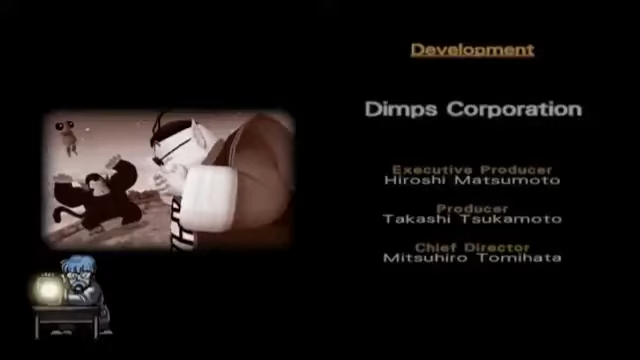 Development
Dimps Corporation
Executive Producer
Hiroshi Matsumoto
Producer
Takashi Tsukamoto
Chief Director
Mitsuhiro Tomihata